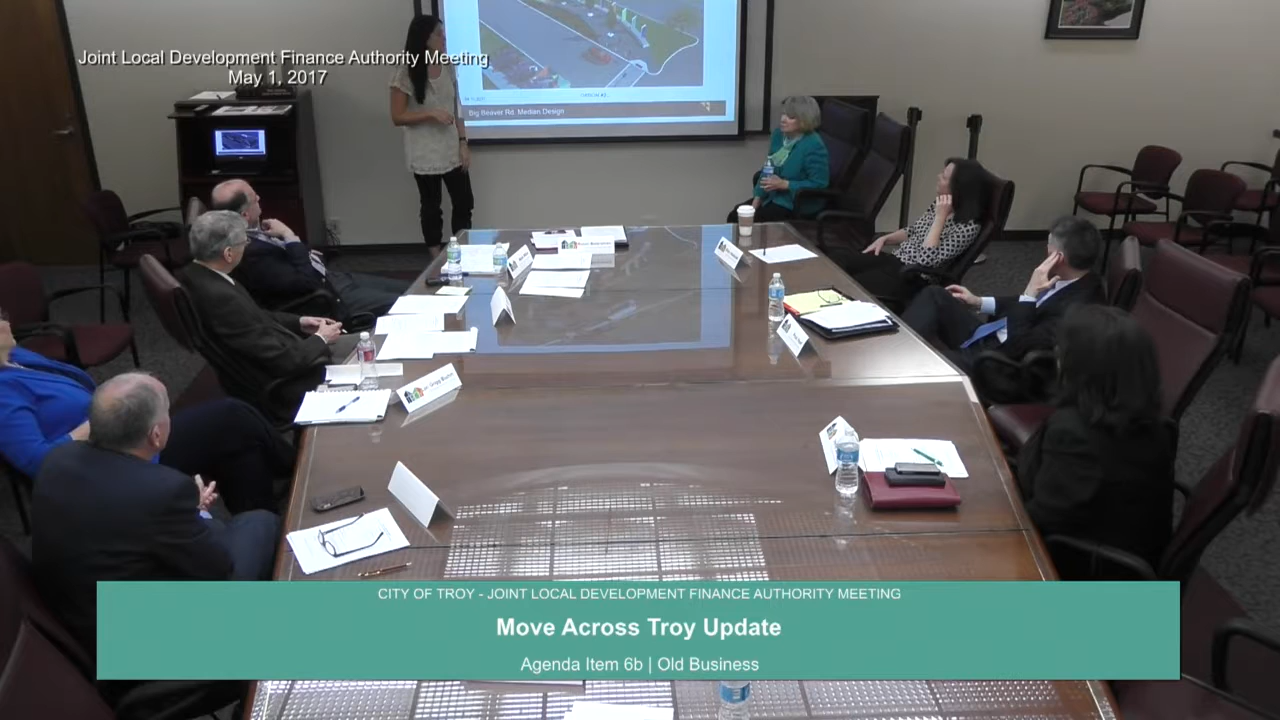 Joint Local Development Finance Authority Meeting
May 1, 2017
Big Beaver Rd. Median Design
CITY OF TROY - JOINT LOCAL DEVELOPMENT FINANCE AUTHORITY MEETING
Move Across Troy Update
Agenda Item 6b | Old Business